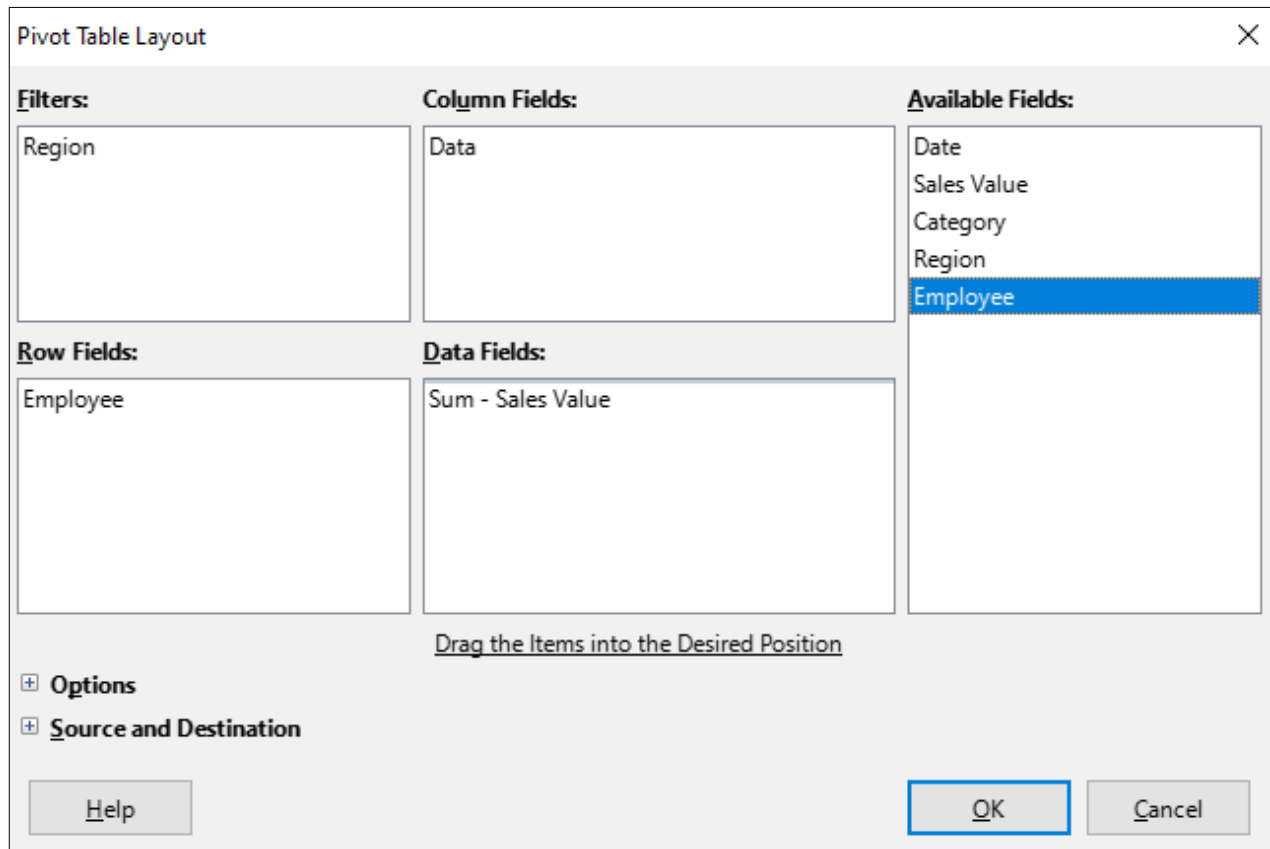 Pivot Table Layout
Filters:
Region
Column Fields:
Data
Available Fields:
Date
Sales Value
Category
Region
Employee
Row Fields:
Employee
Data Fields:
Sum - Sales Value
Drag the Items into the Desired Position
Options
Source and Destination
Help
OK
Cancel